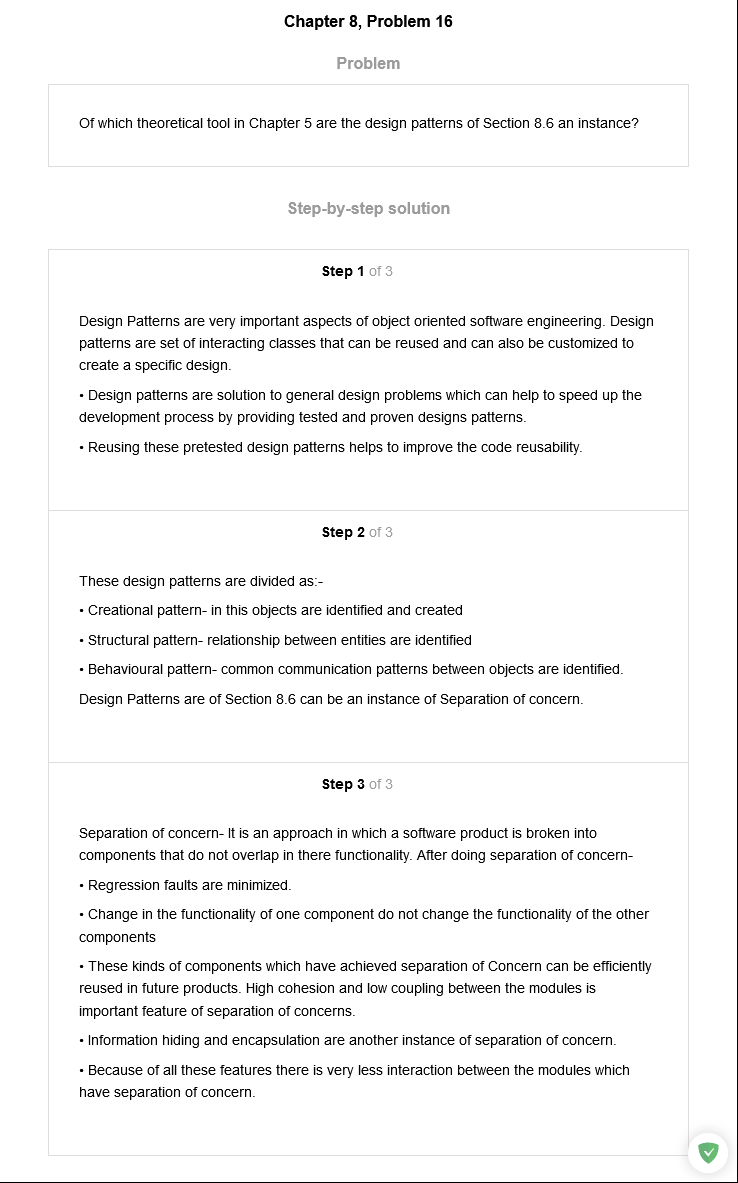 Chapter 8, Problem 16
Problem
Of which theoretical tool in Chapter 5 are the design patterns of Section 8.6 an instance?
Step-by-step solution
Step 1 of 3
Design Patterns are very important aspects of object oriented software engineering. Design
patterns are set of interacting classes that can be reused and can also be customized to
create a specific design.
• Design patterns are solution to general design problems which can help to speed up the
development process by providing tested and proven designs patterns.
• Reusing these pretested design patterns helps to improve the code reusability.
Step 2 of 3
These design patterns are divided as:-
• Creational pattern- in this objects are identified and created
• Structural pattern- relationship between entities are identified
• Behavioural pattern- common communication patterns between objects are identified.
Design Patterns are of Section 8.6 can be an instance of Separation of concern.
Step 3 of 3
Separation of concern- It is an approach in which a software product is broken into
components that do not overlap in there functionality. After doing separation of concern-
• Regression faults are minimized.
• Change in the functionality of one component do not change the functionality of the other
components
• These kinds of components which have achieved separation of Concern can be efficiently
reused in future products. High cohesion and low coupling between the modules is
important feature of separation of concerns.
• Information hiding and encapsulation are another instance of separation of concern.
• Because of all these features there is very less interaction between the modules which
have separation of concern.